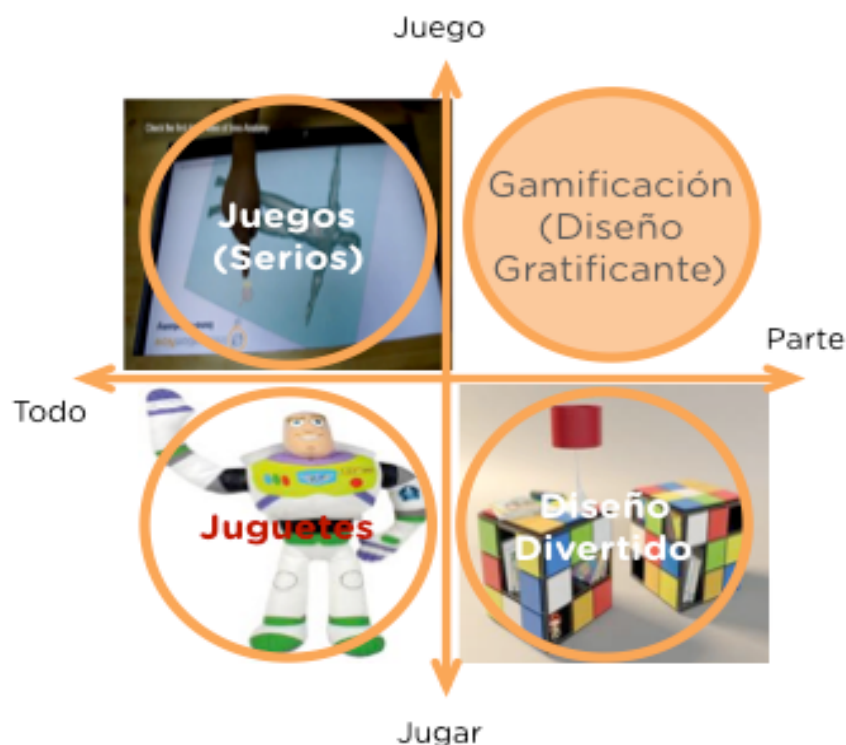 Juego
Juegos
(Serios)
Gamificación
(Diseño
Gratificante)
Parte
Todo
Juguetes
Diseño
Divertido
Jugar